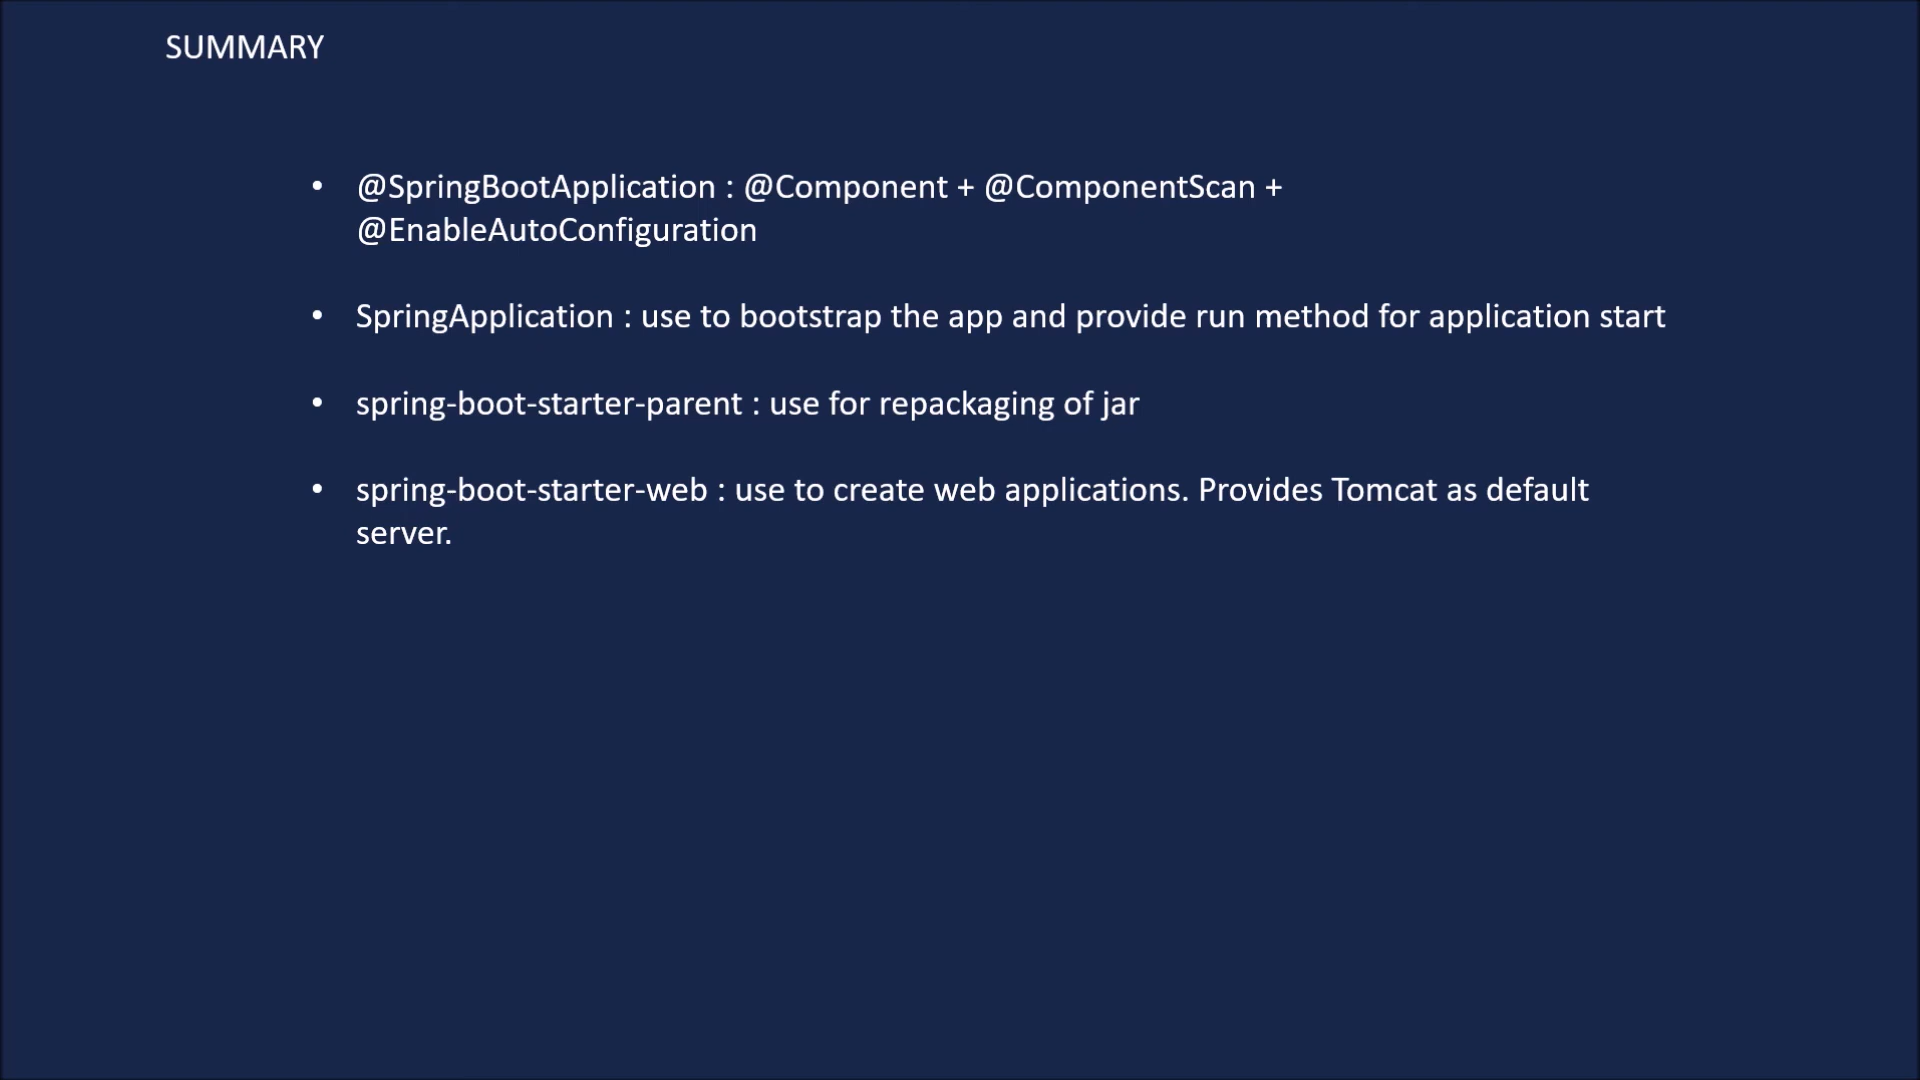 SUMMARY
• @SpringBootApplication : @Component + @ComponentScan +
@EnableAutoConfiguration
• SpringApplication : use to bootstrap the app and provide run method for application start
• spring-boot-starter-parent : use for repackaging of jar
• spring-boot-starter-web : use to create web applications. Provides Tomcat as default
server.